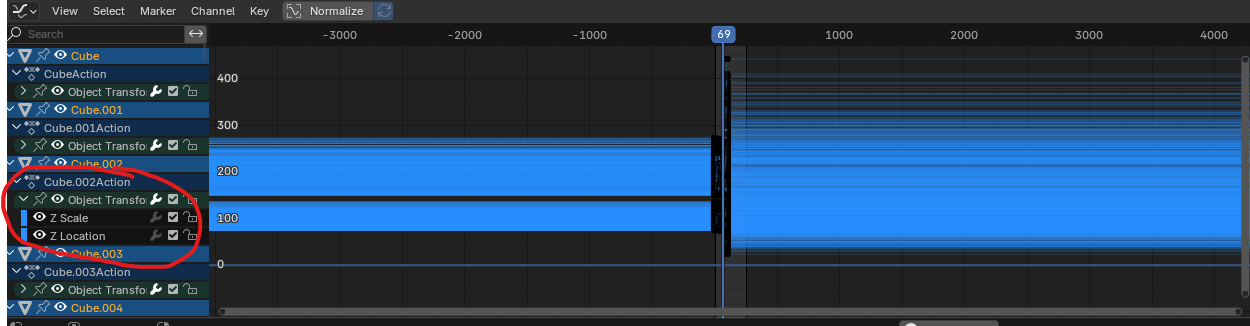 View Select Marker Channel Key Normalize
Search
-3000 -2000 -1000 69 1000 2000 3000 4000
Cube
CubeAction
400
Object Transfo
Cube.001
300
Cube.001Action
Object Transfo
Cube.002
200
Cube.002Action
Object Transfo
Z Scale
100
Z Location
Cube.003
0
Cube.003Action
Object Transfo
Cube.004